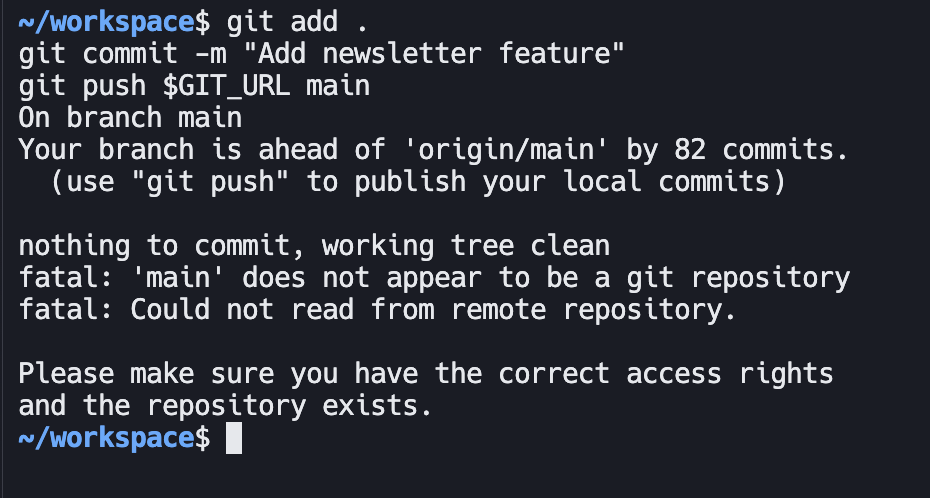 ~/workspace$ git add .
git commit -m "Add newsletter feature"
git push $GIT_URL main
On branch main
Your branch is ahead of 'origin/main' by 82 commits.
  (use "git push" to publish your local commits)

nothing to commit, working tree clean
fatal: 'main' does not appear to be a git repository
fatal: Could not read from remote repository.

Please make sure you have the correct access rights
and the repository exists.
~/workspace$